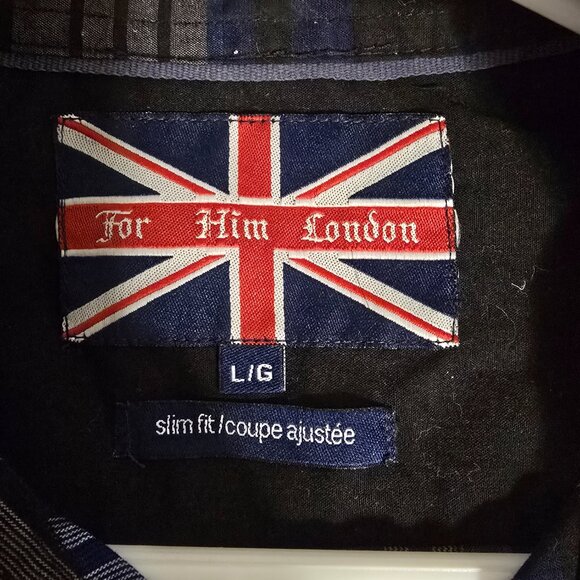 For Him London
L/G
slim fit/coupe ajustée